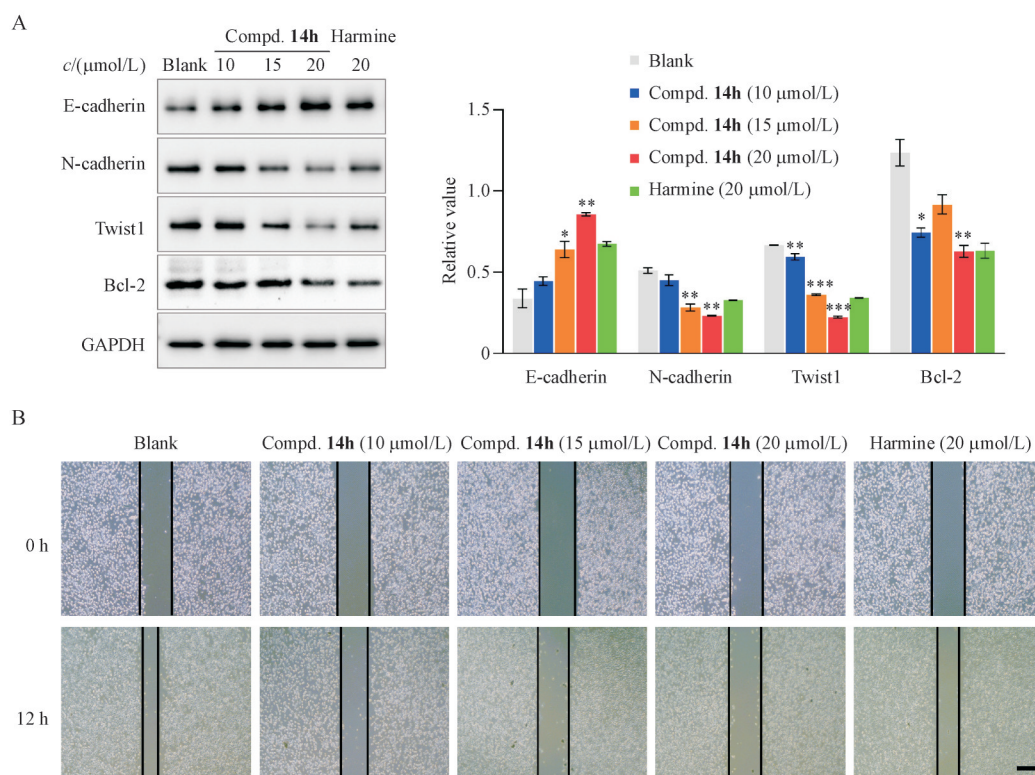 A
Compd. 14h Harmine
c/(μmol/L) Blank 10 15 20 20
E-cadherin
N-cadherin
Twist1
Bcl-2
GAPDH
Blank
Compd. 14h (10 μmol/L)
Compd. 14h (15 μmol/L)
Compd. 14h (20 μmol/L)
Harmine (20 μmol/L)
Relative value
1.5
1.0
0.5
0
* **
** **
** *** ***
* **
E-cadherin N-cadherin Twist1 Bcl-2
B
Blank Compd. 14h (10 μmol/L) Compd. 14h (15 μmol/L) Compd. 14h (20 μmol/L) Harmine (20 μmol/L)
0 h
12 h